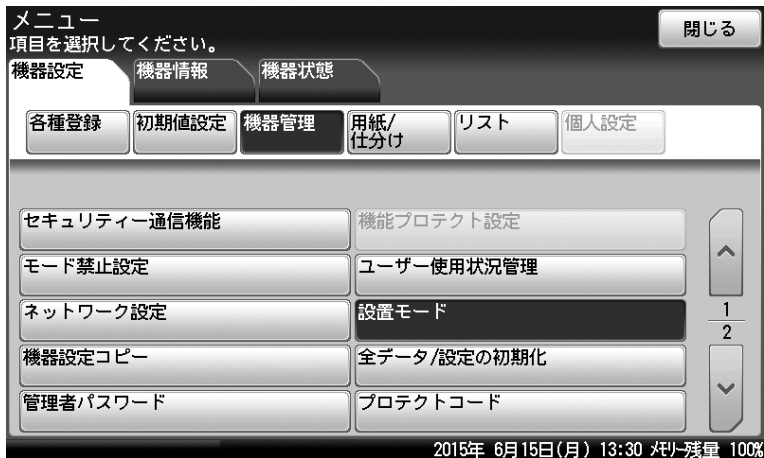 メニュー
項目を選択してください。
閉じる
機器設定 機器情報 機器状態
各種登録 初期値設定 機器管理 用紙/
仕分け リスト 個人設定
セキュリティー通信機能 機能プロテクト設定
モード禁止設定 ユーザー使用状況管理
ネットワーク設定 設置モード
1
2
機器設定コピー 全データ/設定の初期化
管理者パスワード プロテクトコード
2015年 6月15日(月) 13:30 メモリー残量 100%